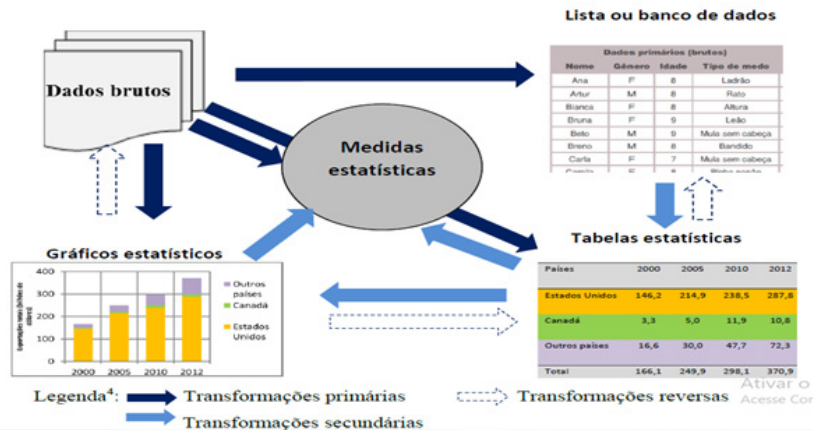 Lista ou banco de dados
Dados brutos
Dados primários (brutos)
Nome Gênero Idade Tipo de medo
Ana F 8 Ladrão
Artur M 8 Rato
Bianca F 8 Altura
Bruna F 9 Leão
Beto M 9 Mula sem cabeça
Breno M 8 Bandido
Carla F 7 Mula sem cabeça
Medidas
estatísticas
Gráficos estatísticos
400
300
200
100
0
2000 2005 2010 2012
Outros
países
Canadá
Estados
Unidos
Tabelas estatísticas
Países 2000 2005 2010 2012
Estados Unidos 146,2 214,9 238,5 287,8
Canadá 3,3 5,0 11,9 10,8
Outros países 16,6 30,0 47,7 72,3
Total 166,1 249,9 298,1 370,9
Legenda⁴: Transformações primárias Transformações reversas
Transformações secundárias
Ativar o
Acesse Con